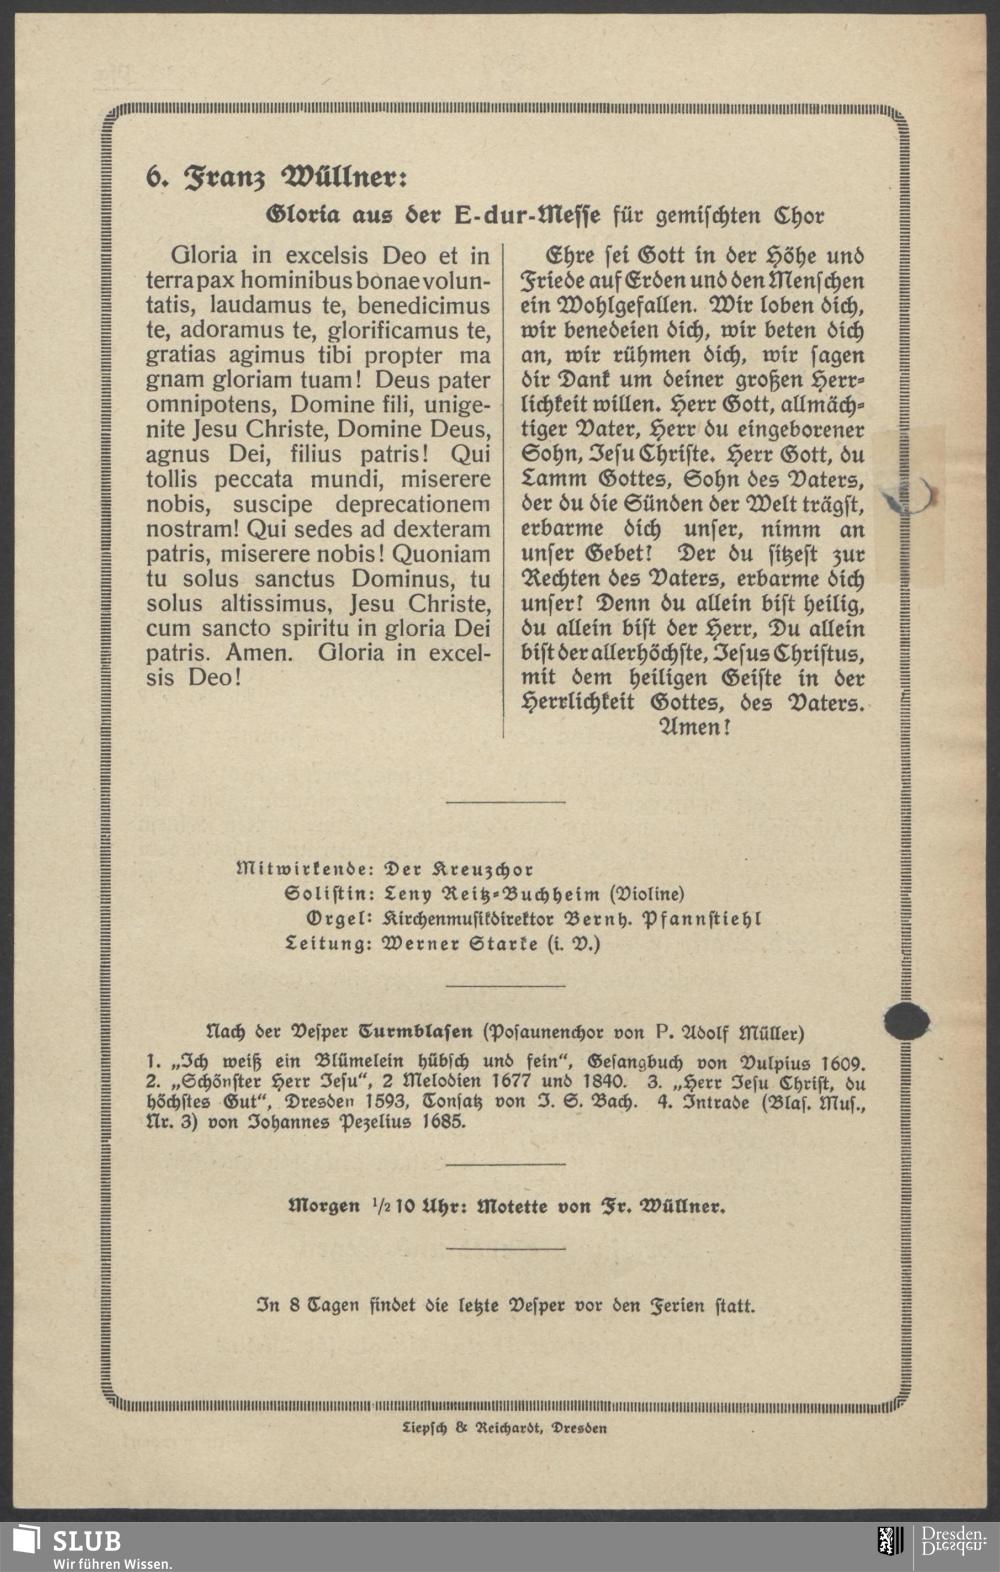 6. Franz Wüllner:
Gloria aus der E-dur-Messe für gemischten Chor
Gloria in excelsis Deo et in
terra pax hominibus bonae volun-
tatis, laudamus te, benedicimus
te, adoramus te, glorificamus te,
gratias agimus tibi propter ma
gnam gloriam tuam! Deus pater
omnipotens, Domine fili, unige-
nite Jesu Christe, Domine Deus,
agnus Dei, filius patris! Qui
tollis peccata mundi, miserere
nobis, suscipe deprecationem
nostram! Qui sedes ad dexteram
patris, miserere nobis! Quoniam
tu solus sanctus Dominus, tu
solus altissimus, Jesu Christe,
cum sancto spiritu in gloria Dei
patris. Amen. Gloria in excel-
sis Deo!
Ehre sei Gott in der Höhe und
Friede auf Erden und den Menschen
ein Wohlgefallen. Wir loben dich,
wir benedeien dich, wir beten dich
an, wir rühmen dich, wir sagen
dir Dank um deiner großen Herr-
lichkeit willen. Herr Gott, allmäch-
tiger Vater, Herr du eingeborener
Sohn, Jesu Christe. Herr Gott, du
Lamm Gottes, Sohn des Vaters,
der du die Sünden der Welt trägst,
erbarme dich unser, nimm an
unser Gebet! Der du sitzest zur
Rechten des Vaters, erbarme dich
unser! Denn du allein bist heilig,
du allein bist der Herr, Du allein
bist der allerhöchste, Jesus Christus,
mit dem heiligen Geiste in der
Herrlichkeit Gottes, des Vaters.
Amen!
Mitwirkende: Der Kreuzchor
Solistin: Leny Reitz-Buchheim (Violine)
Orgel: Kirchenmusikdirektor Bernh. Pfannstiehl
Leitung: Werner Starke (i. V.)
Nach der Vesper Turmblasen (Posaunenchor von P. Adolf Müller)
1. „Ich weiß ein Blümelein hübsch und fein“, Gesangbuch von Vulpius 1609.
2. „Schönster Herr Jesu“, 2 Melodien 1677 und 1840. 3. „Herr Jesu Christ, du
höchstes Gut“, Dresden 1593, Tonsatz von J. S. Bach. 4. Intrade (Blas. Mus.,
Nr. 3) von Johannes Pezelius 1685.
Morgen 1/2 10 Uhr: Motette von Fr. Wüllner.
In 8 Tagen findet die letzte Vesper vor den Ferien statt.
Liepsch & Reichardt, Dresden
SLUB
Wir führen Wissen.
Dresden.
Dresden.